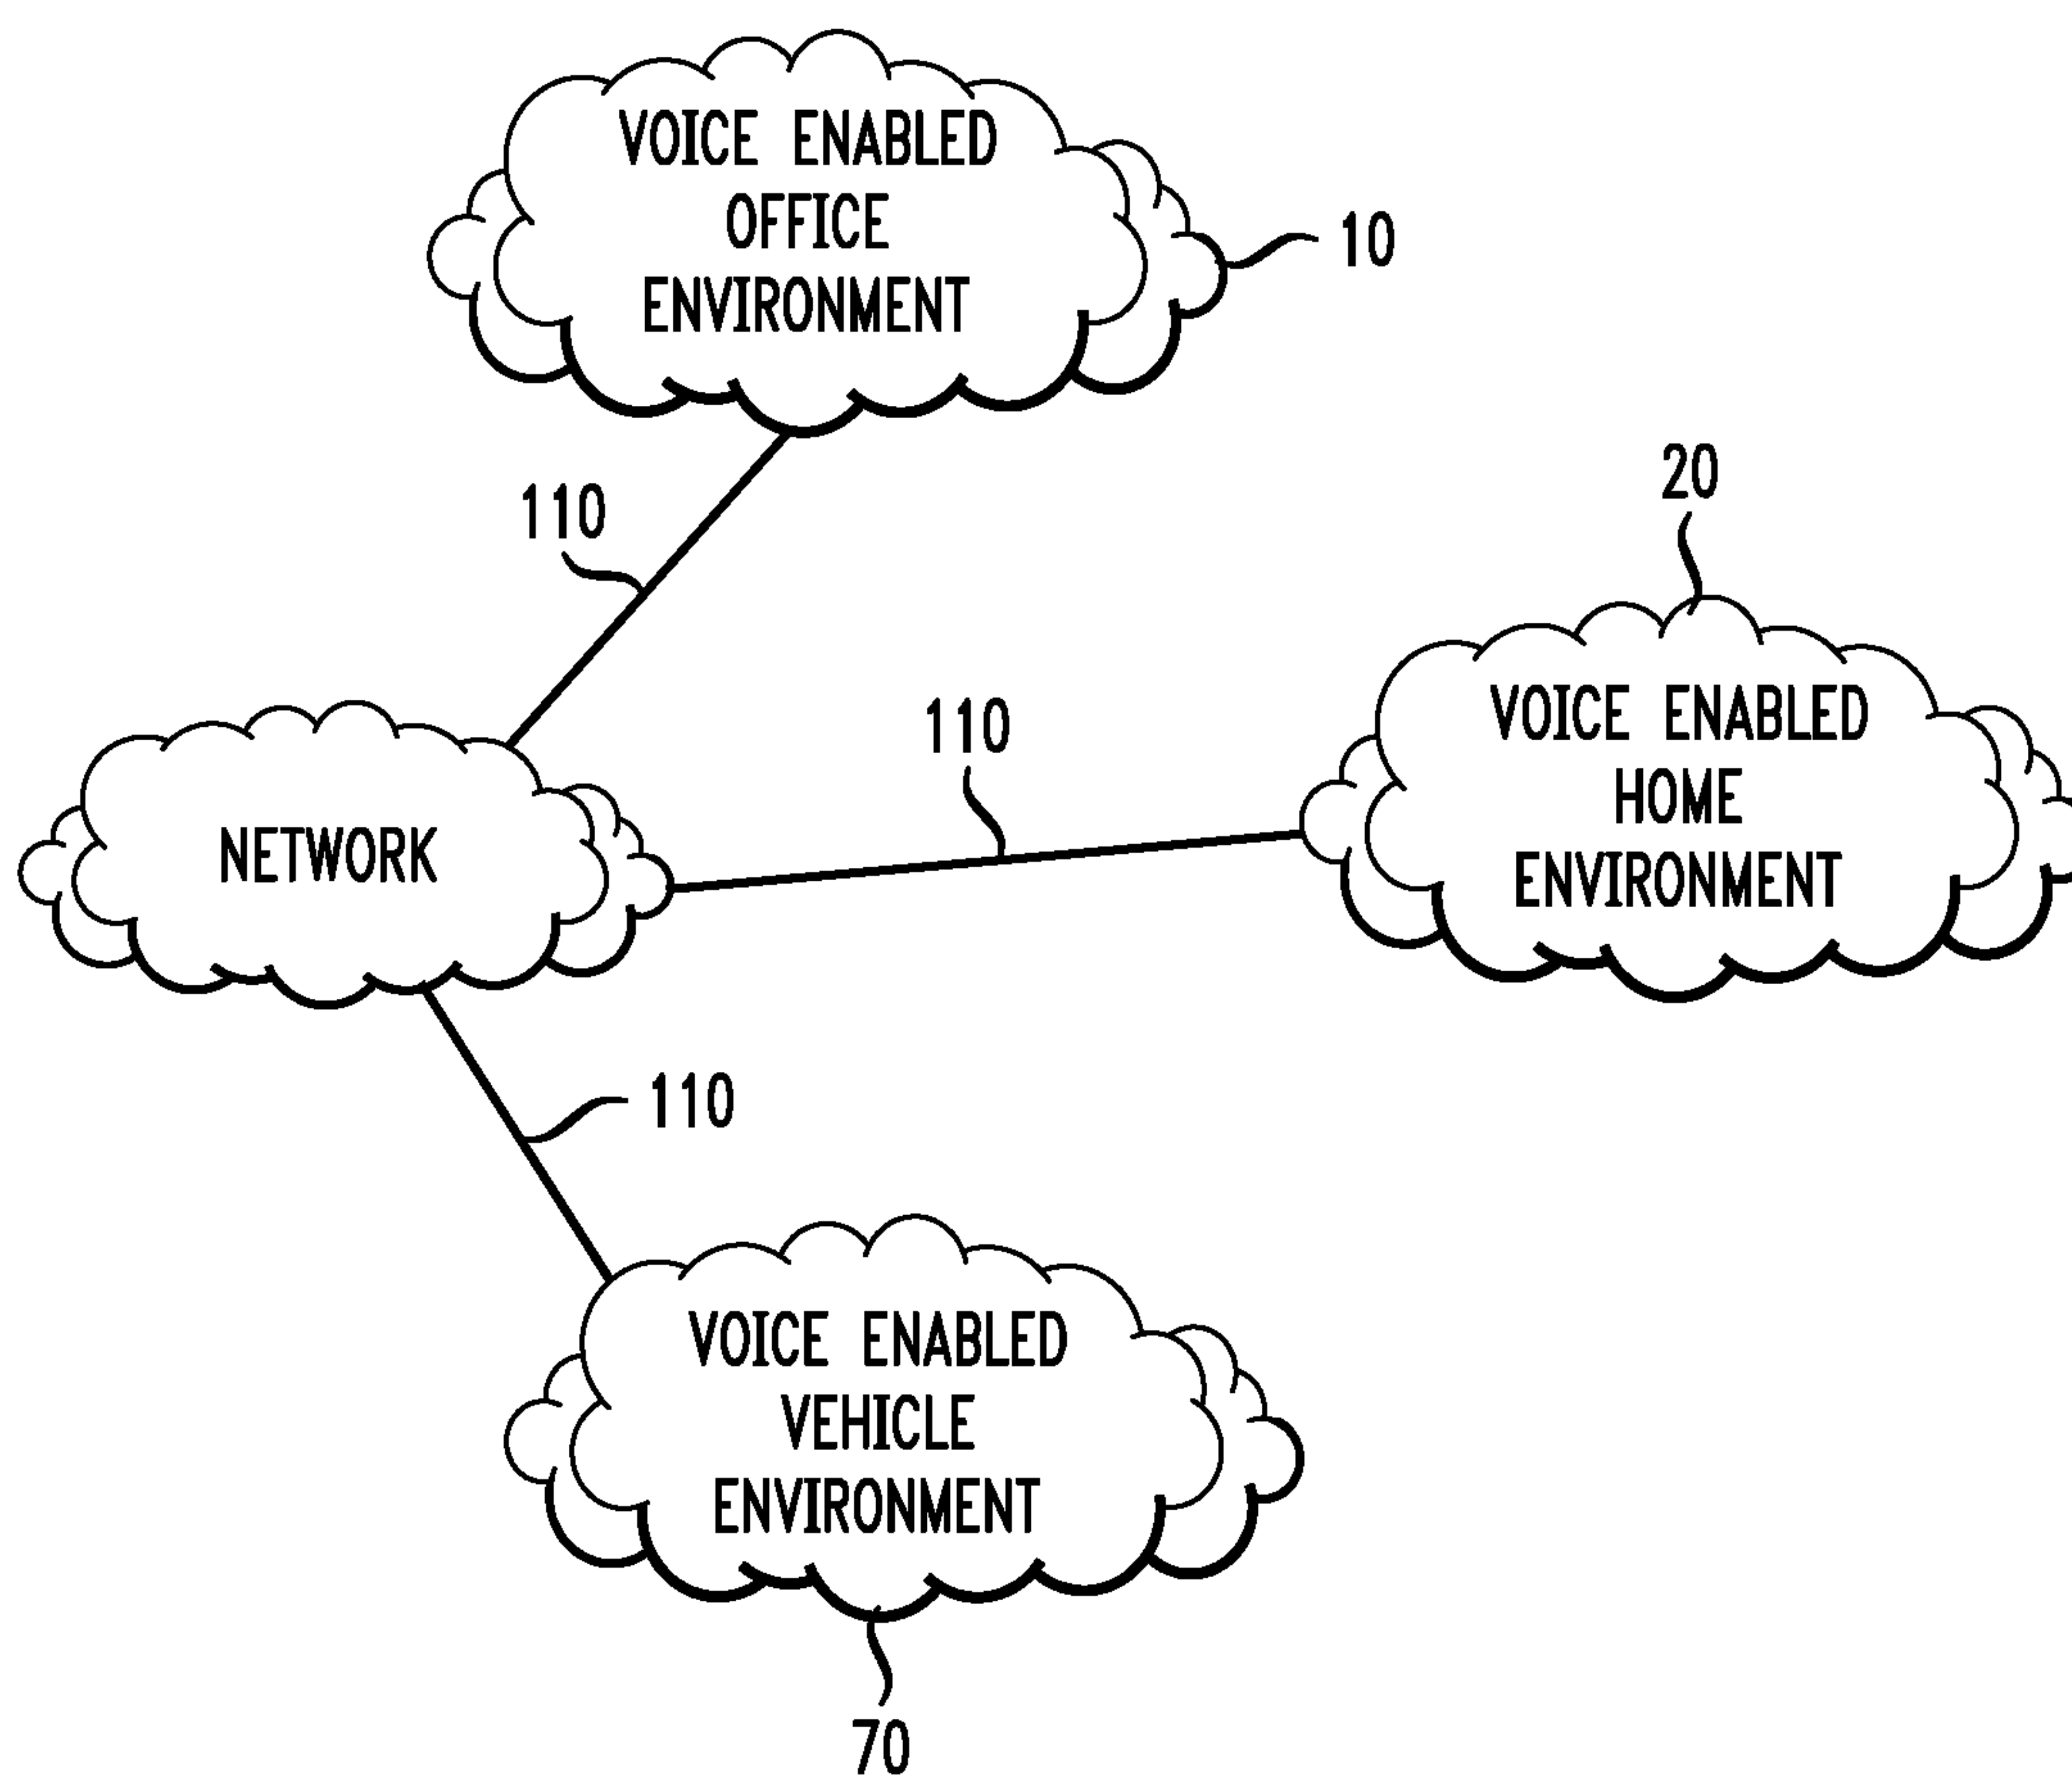 VOICE ENABLED
OFFICE
ENVIRONMENT
10
110
20
110
VOICE ENABLED
HOME
ENVIRONMENT
NETWORK
110
VOICE ENABLED
VEHICLE
ENVIRONMENT
70